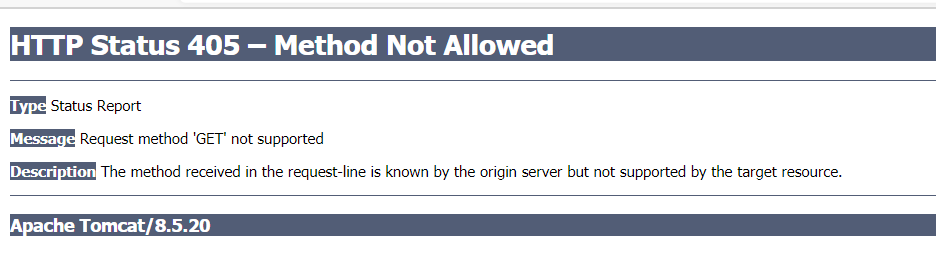 HTTP Status 405 – Method Not Allowed
Type Status Report
Message Request method 'GET' not supported
Description The method received in the request-line is known by the origin server but not supported by the target resource.
Apache Tomcat/8.5.20